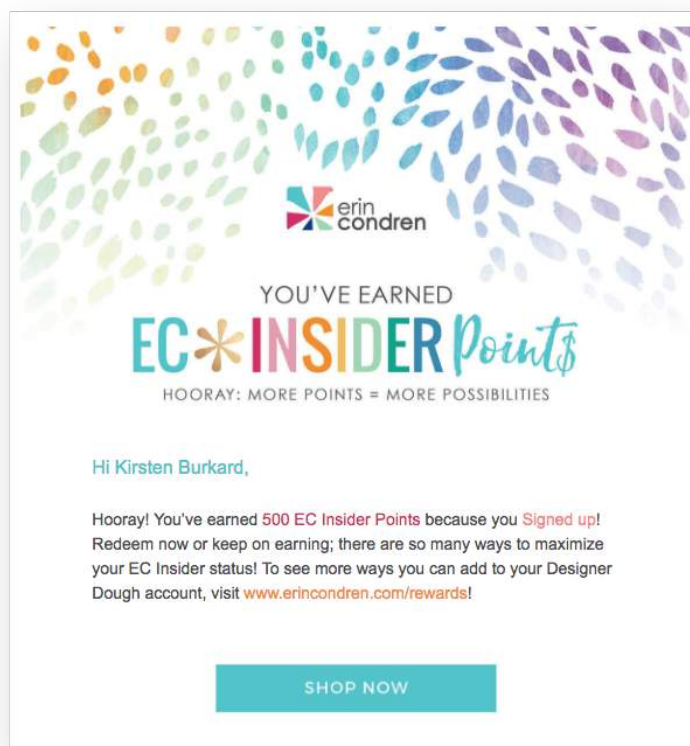 erin
condren
YOU'VE EARNED
EC*INSIDER Point$
HOORAY: MORE POINTS = MORE POSSIBILITIES
Hi Kirsten Burkard,
Hooray! You've earned 500 EC Insider Points because you Signed up!
Redeem now or keep on earning; there are so many ways to maximize
your EC Insider status! To see more ways you can add to your Designer
Dough account, visit www.erincondren.com/rewards!
SHOP NOW